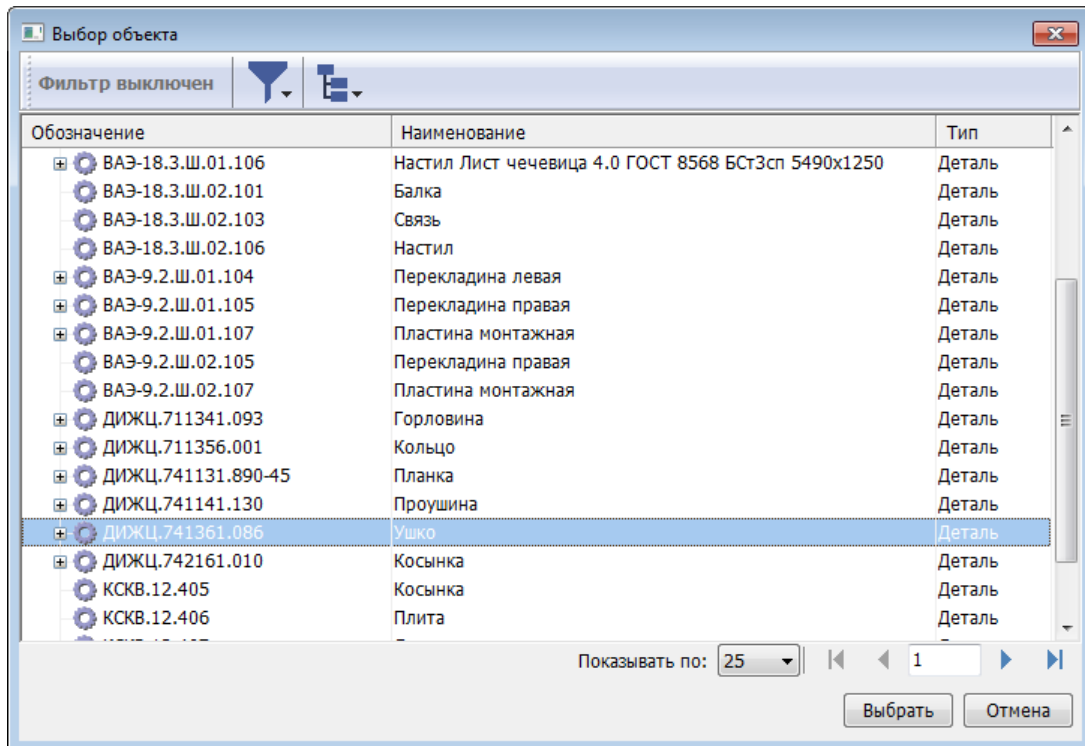 Выбор объекта
Фильтр выключен
Обозначение Наименование Тип
ВАЭ-18.3.Ш.01.106 Настил Лист чечевица 4.0 ГОСТ 8568 БСт3сп 5490х1250 Деталь
ВАЭ-18.3.Ш.02.101 Балка Деталь
ВАЭ-18.3.Ш.02.103 Связь Деталь
ВАЭ-18.3.Ш.02.106 Настил Деталь
ВАЭ-9.2.Ш.01.104 Перекладина левая Деталь
ВАЭ-9.2.Ш.01.105 Перекладина правая Деталь
ВАЭ-9.2.Ш.01.107 Пластина монтажная Деталь
ВАЭ-9.2.Ш.02.105 Перекладина правая Деталь
ВАЭ-9.2.Ш.02.107 Пластина монтажная Деталь
ДИЖЦ.711341.093 Горловина Деталь
ДИЖЦ.711356.001 Кольцо Деталь
ДИЖЦ.741131.890-45 Планка Деталь
ДИЖЦ.741141.130 Проушина Деталь
ДИЖЦ.741361.086 Ушко Деталь
ДИЖЦ.742161.010 Косынка Деталь
КСКВ.12.405 Косынка Деталь
КСКВ.12.406 Плита Деталь
Показывать по: 25 1
Выбрать Отмена